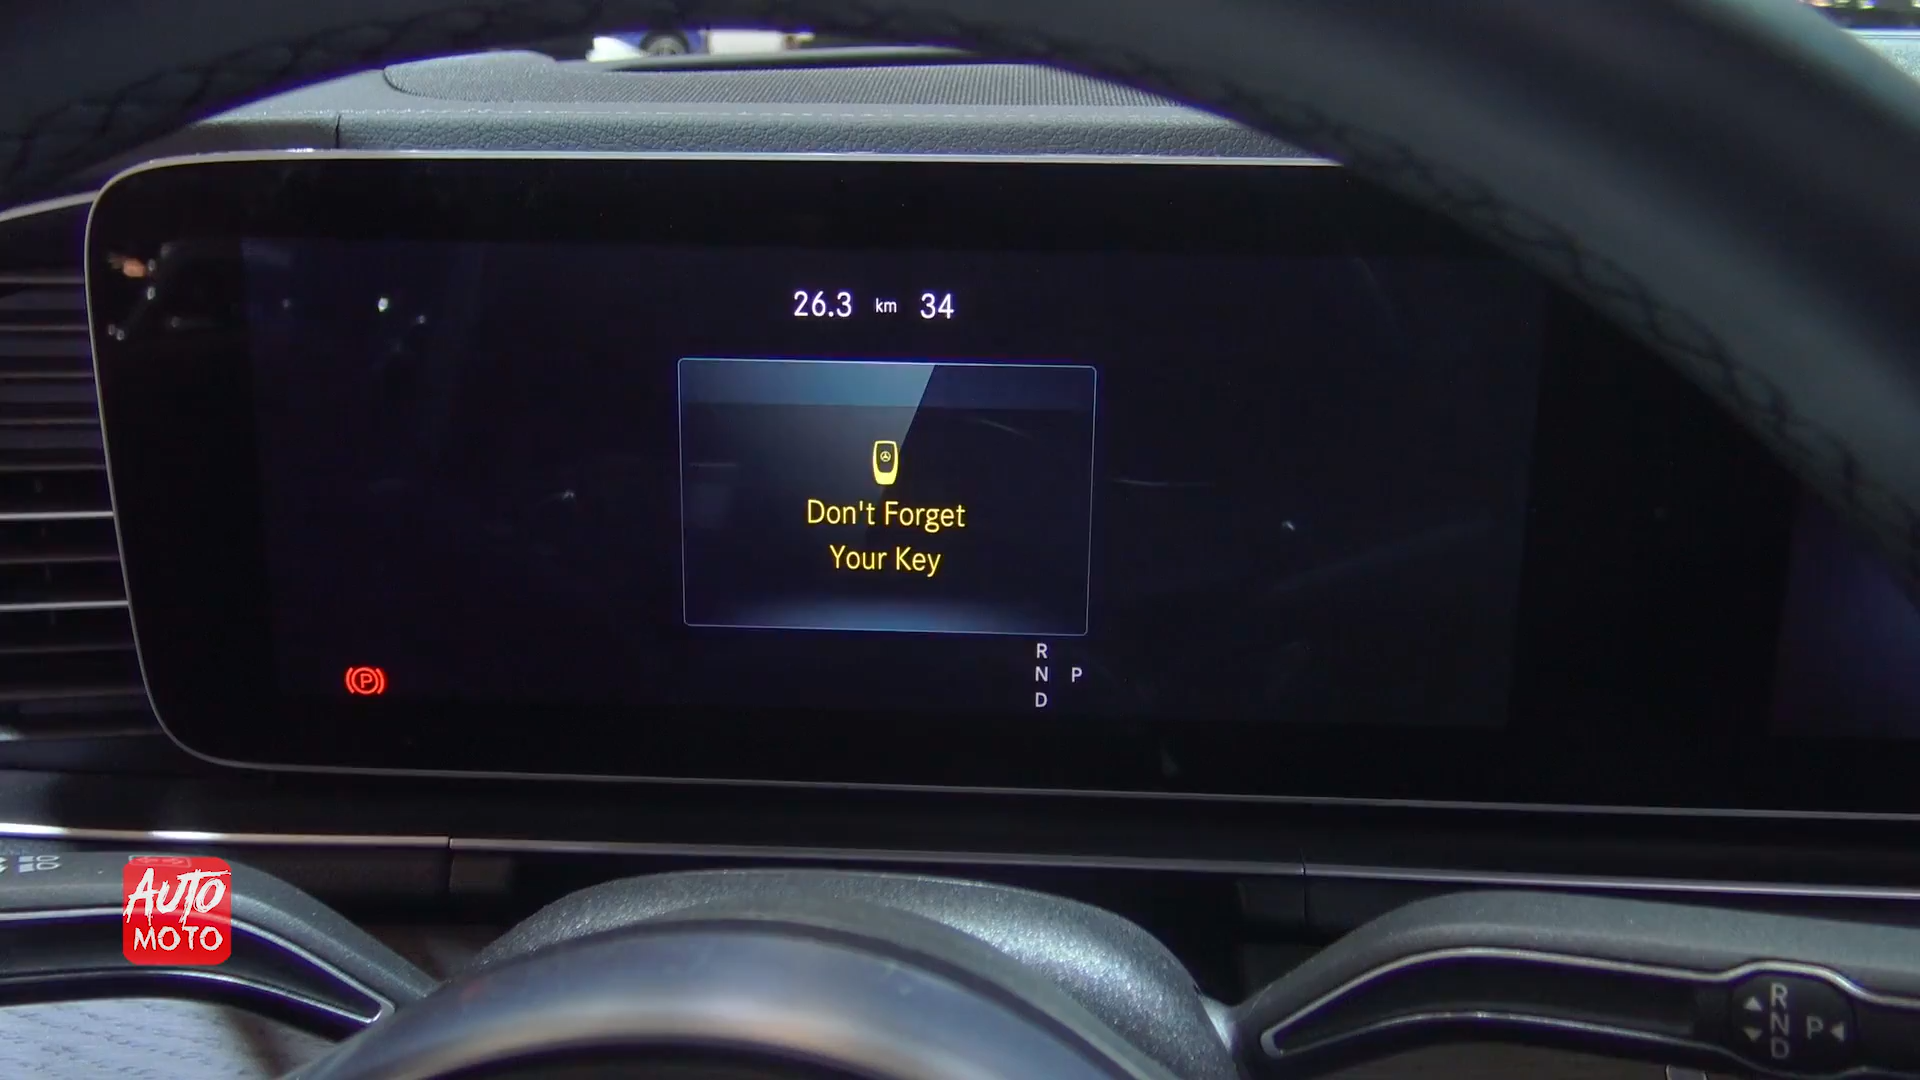 26.3 km 34
Don't Forget
Your Key
R
N P
D
P
AUTO
MOTO
R
N P
D